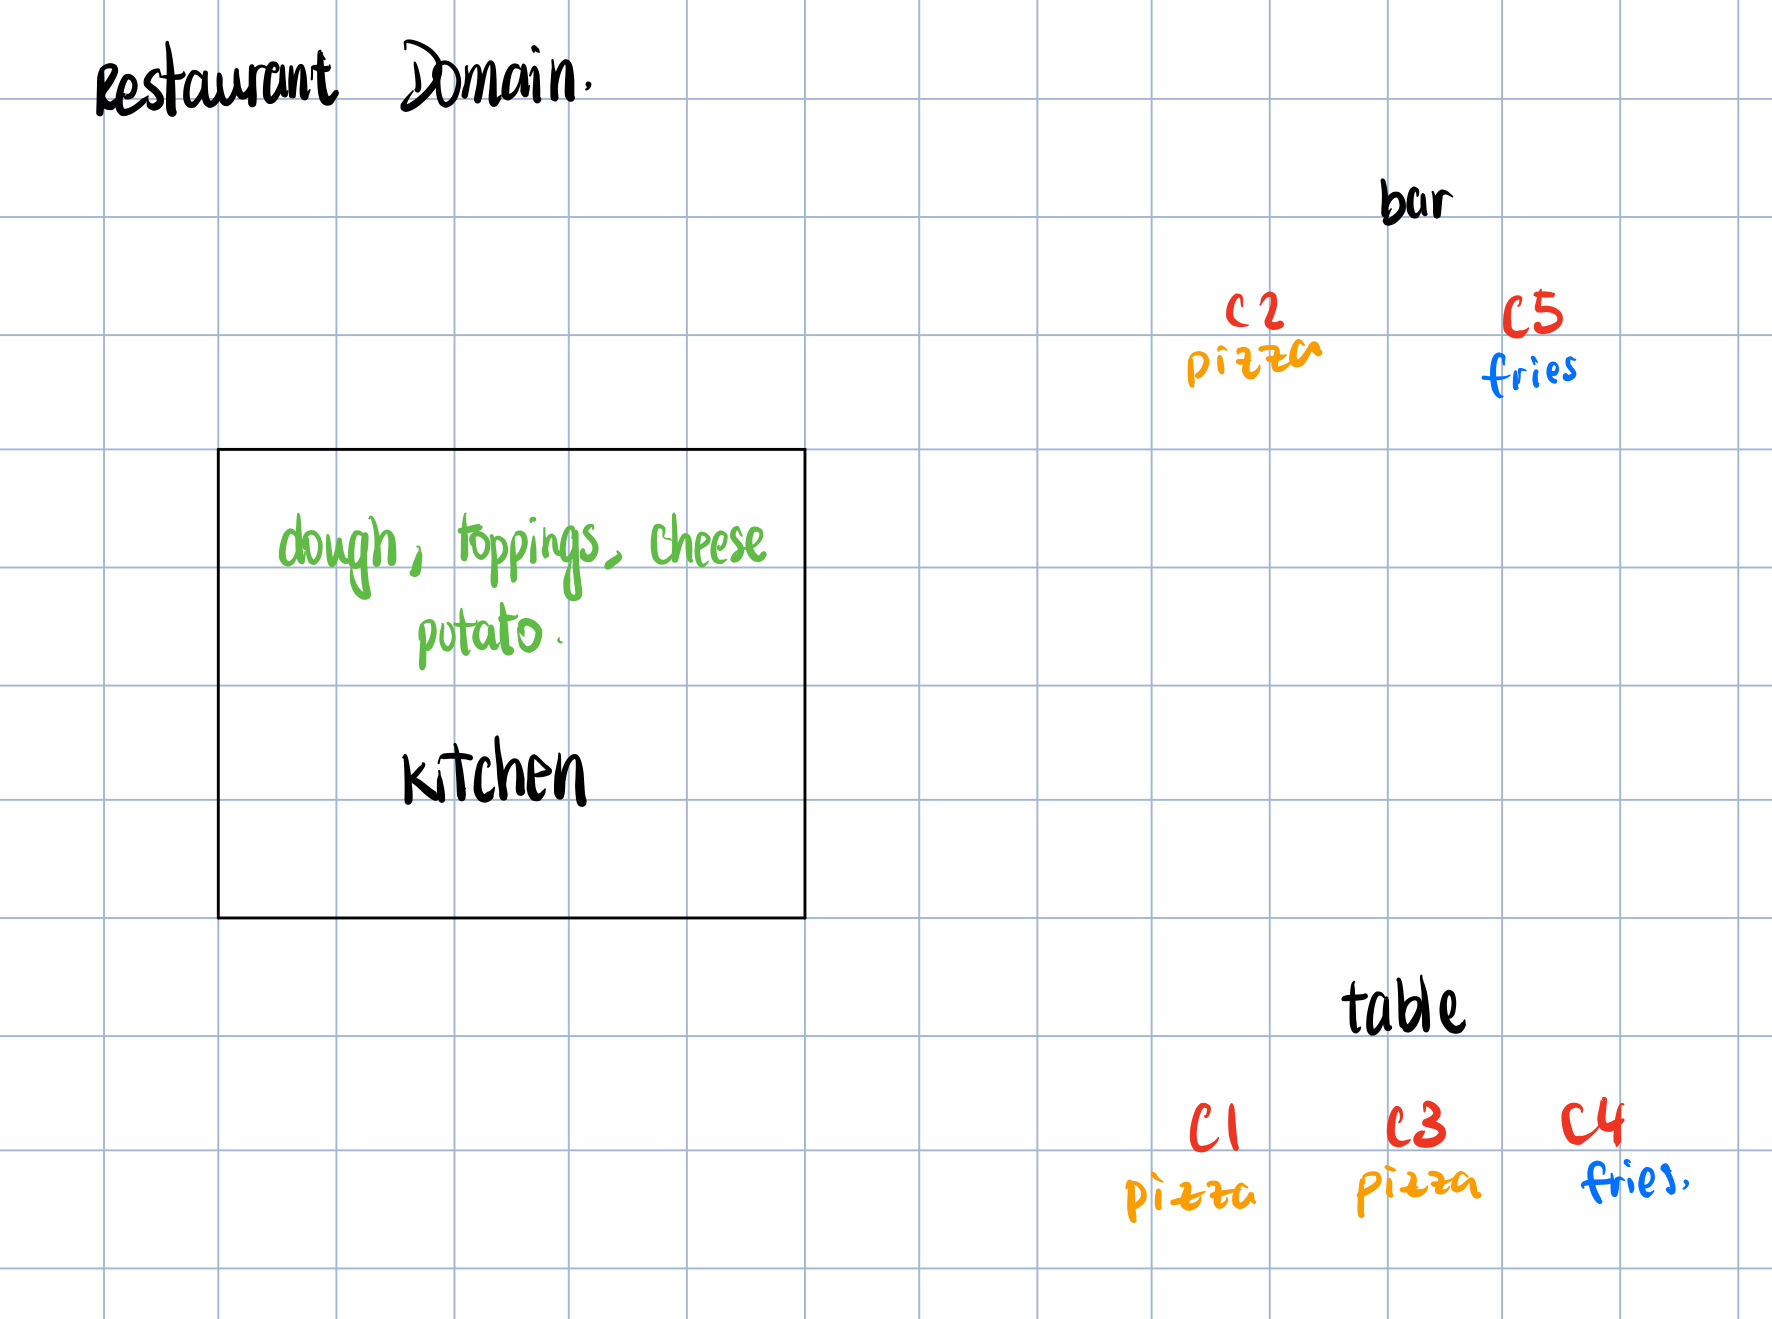 Restaurant Domain.
bar
C2 C5
pizza fries
dough, toppings, cheese
potato.
kitchen
table
C1 C3 C4
pizza pizza fries.